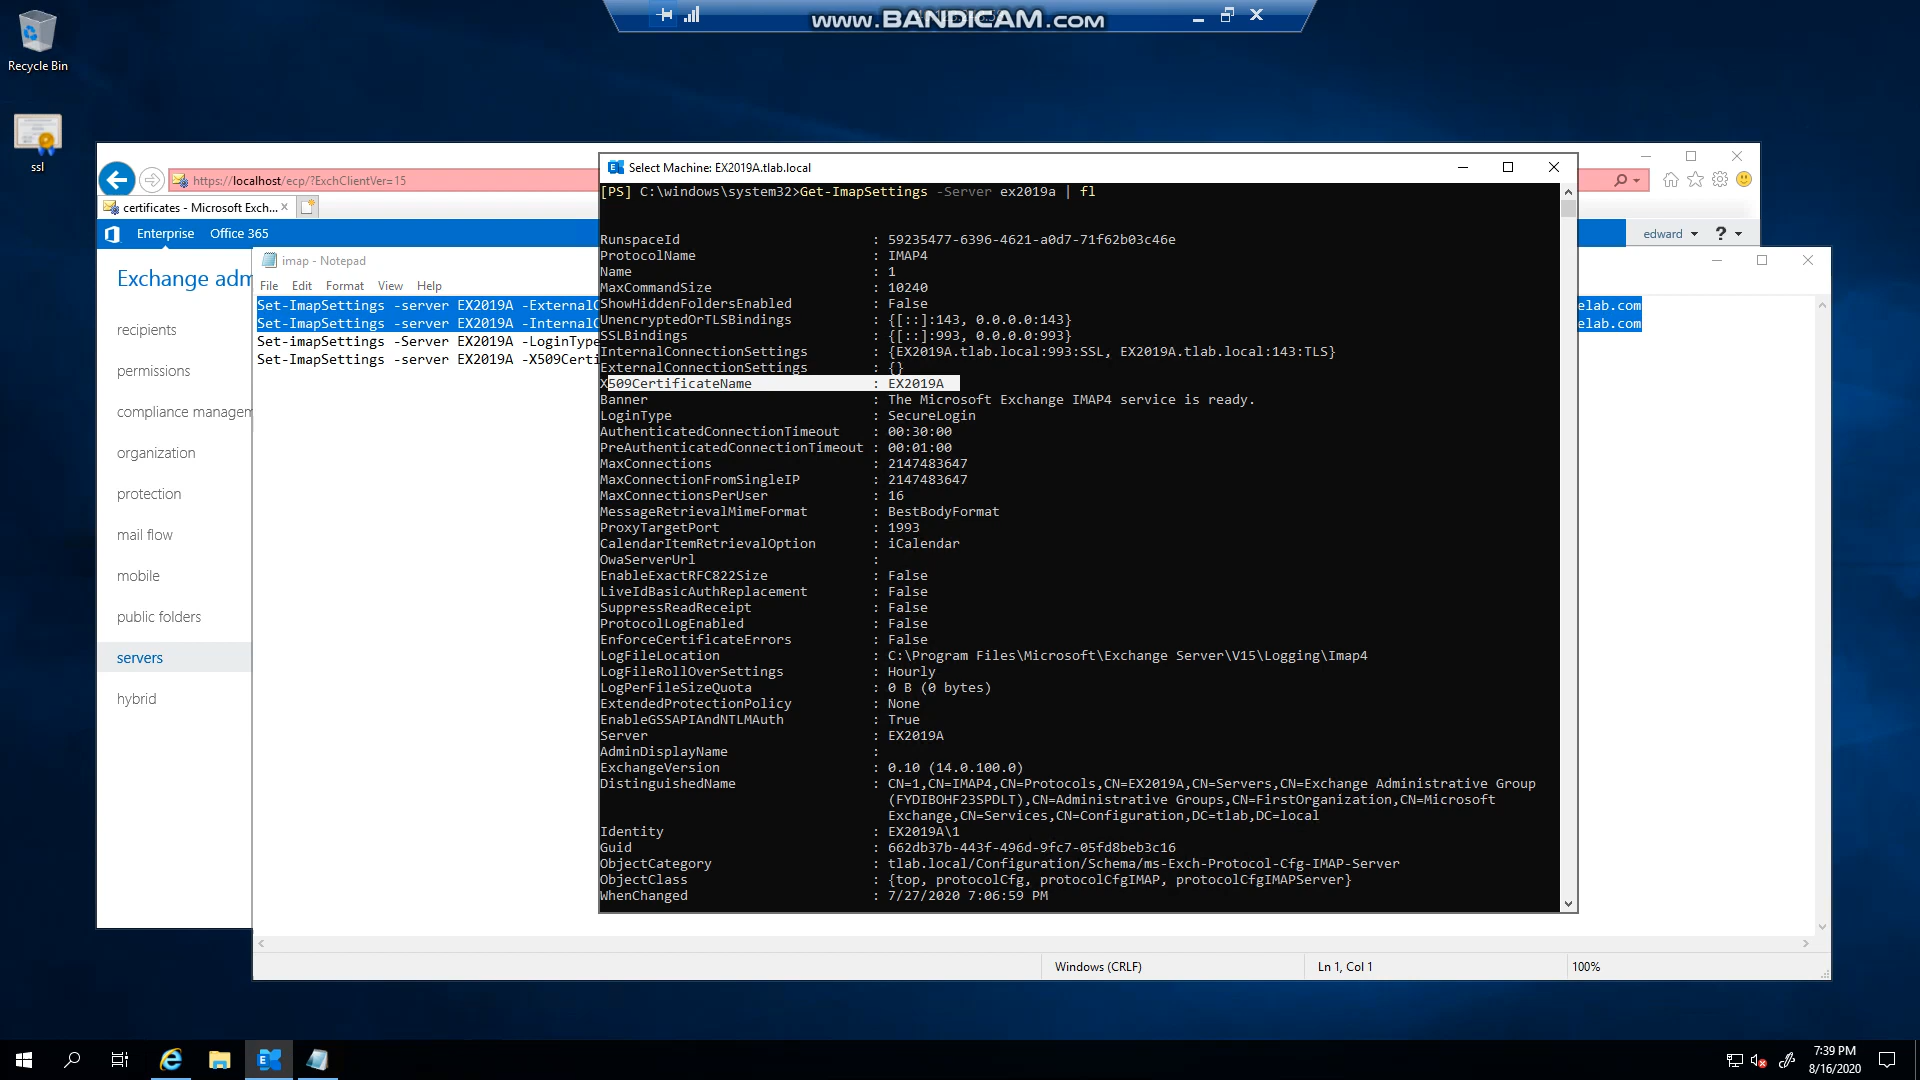 www.BANDICAM.com
Recycle Bin
ssl
https://localhost/ecp/?ExchClientVer=15
certificates - Microsoft Exch...
Enterprise Office 365
edward ?
Exchange adm
recipients
permissions
compliance managem
organization
protection
mail flow
mobile
public folders
servers
hybrid
imap - Notepad
File Edit Format View Help
Set-ImapSettings -server EX2019A -ExternalC
elab.com
Set-ImapSettings -server EX2019A -InternalC
elab.com
Set-imapSettings -Server EX2019A -LoginType
Set-ImapSettings -server EX2019A -X509Certi
Windows (CRLF)
Ln 1, Col 1
100%
Select Machine: EX2019A.tlab.local
[PS] C:\windows\system32>Get-ImapSettings -Server ex2019a | fl
RunspaceId : 59235477-6396-4621-a0d7-71f62b03c46e
ProtocolName : IMAP4
Name : 1
MaxCommandSize : 10240
ShowHiddenFoldersEnabled : False
UnencryptedOrTLSBindings : {[::]:143, 0.0.0.0:143}
SSLBindings : {[::]:993, 0.0.0.0:993}
InternalConnectionSettings : {EX2019A.tlab.local:993:SSL, EX2019A.tlab.local:143:TLS}
ExternalConnectionSettings : {}
X509CertificateName : EX2019A
Banner : The Microsoft Exchange IMAP4 service is ready.
LoginType : SecureLogin
AuthenticatedConnectionTimeout : 00:30:00
PreAuthenticatedConnectionTimeout : 00:01:00
MaxConnections : 2147483647
MaxConnectionFromSingleIP : 2147483647
MaxConnectionsPerUser : 16
MessageRetrievalMimeFormat : BestBodyFormat
ProxyTargetPort : 1993
CalendarItemRetrievalOption : iCalendar
OwaServerUrl :
EnableExactRFC822Size : False
LiveIdBasicAuthReplacement : False
SuppressReadReceipt : False
ProtocolLogEnabled : False
EnforceCertificateErrors : False
LogFileLocation : C:\Program Files\Microsoft\Exchange Server\V15\Logging\Imap4
LogFileRollOverSettings : Hourly
LogPerFileSizeQuota : 0 B (0 bytes)
ExtendedProtectionPolicy : None
EnableGSSAPIAndNTLMAuth : True
Server : EX2019A
AdminDisplayName :
ExchangeVersion : 0.10 (14.0.100.0)
DistinguishedName : CN=1,CN=IMAP4,CN=Protocols,CN=EX2019A,CN=Servers,CN=Exchange Administrative Group
(FYDIBOHF23SPDLT),CN=Administrative Groups,CN=FirstOrganization,CN=Microsoft
Exchange,CN=Services,CN=Configuration,DC=tlab,DC=local
Identity : EX2019A\1
Guid : 662db37b-443f-496d-9fc7-05fd8beb3c16
ObjectCategory : tlab.local/Configuration/Schema/ms-Exch-Protocol-Cfg-IMAP-Server
ObjectClass : {top, protocolCfg, protocolCfgIMAP, protocolCfgIMAPServer}
WhenChanged : 7/27/2020 7:06:59 PM
7:39 PM
8/16/2020